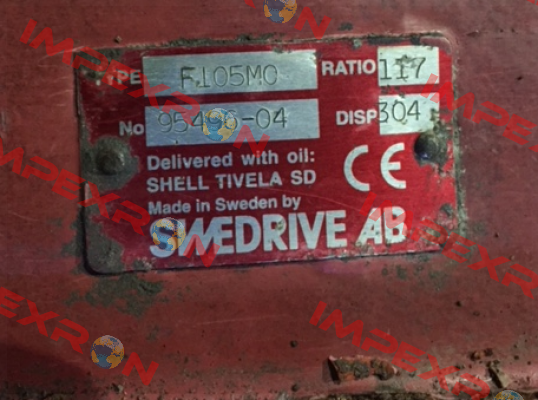 TYPE F105M0 RATIO 117
No 95496-04 DISP 304
Delivered with oil:
SHELL TIVELA SD CE
Made in Sweden by
SWEDRIVE AB
IMPEXRON